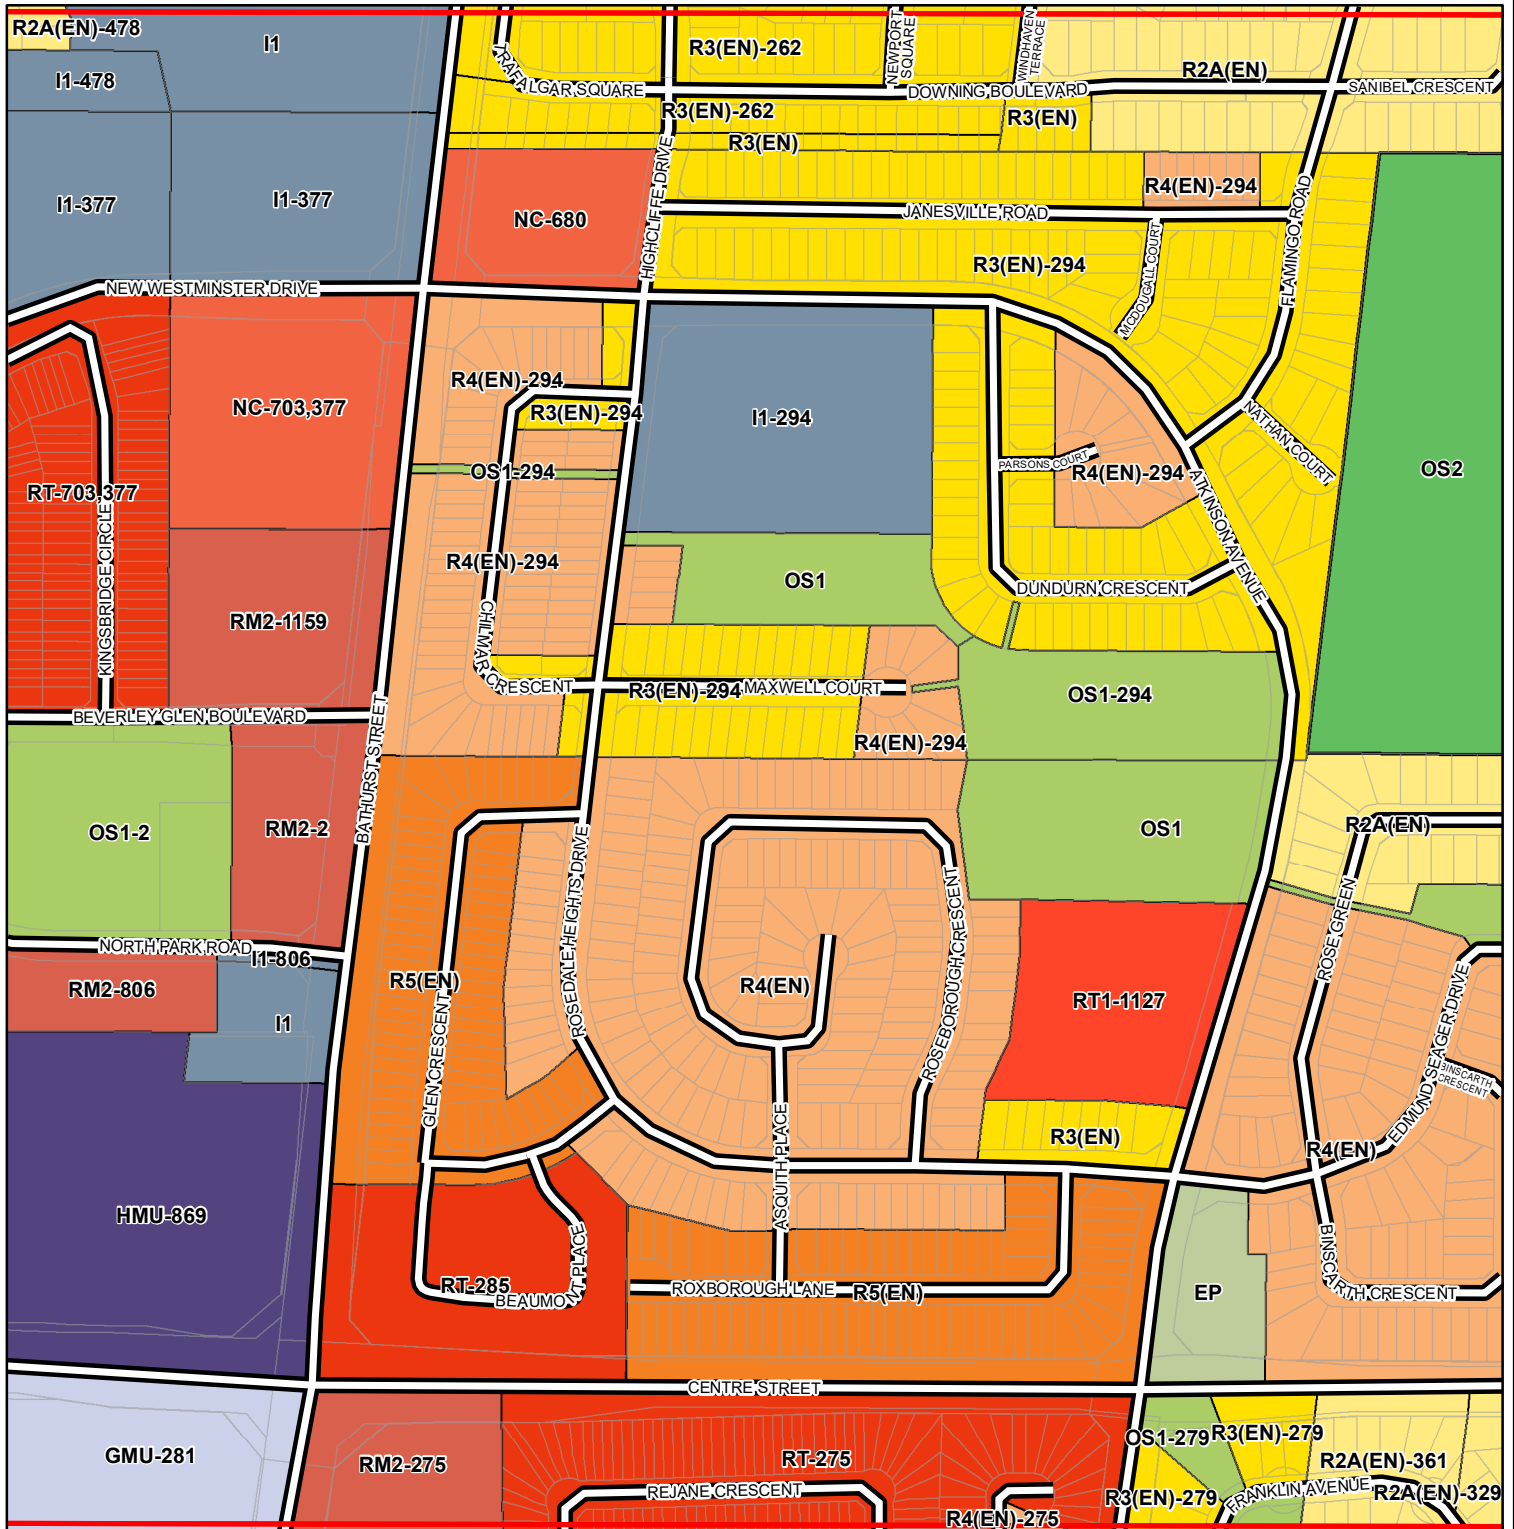 R2A(EN)-478
I1
I1-478
TRAFALGAR SQUARE
R3(EN)-262
NEWPORT
SQUARE
WINDHAVEN
TERRACE
R2A(EN)
DOWNING BOULEVARD
SANIBEL CRESCENT
R3(EN)-262
R3(EN)
R3(EN)
I1-377
I1-377
NC-680
HIGHCLIFFE DRIVE
R4(EN)-294
JANESVILLE ROAD
FLAMINGO ROAD
MCDOUGALL COURT
R3(EN)-294
NEW WESTMINSTER DRIVE
R4(EN)-294
NC-703,377
R3(EN)-294
I1-294
NATHAN COURT
PARSONS COURT
R4(EN)-294
OS1-294
OS2
RT-703,377
ATKINSON AVENUE
KINGSBRIDGE CIRCLE
R4(EN)-294
OS1
DUNDURN CRESCENT
RM2-1159
CHILMAR CRESCENT
R3(EN)-294
MAXWELL COURT
OS1-294
BEVERLEY GLEN BOULEVARD
BATHURST STREET
R4(EN)-294
OS1-2
RM2-2
OS1
R2A(EN)
ROSEDALE HEIGHTS DRIVE
ROSEBOROUGH CRESCENT
ROSE GREEN
NORTH PARK ROAD
I1-806
R5(EN)
RM2-806
R4(EN)
RT1-1127
EDMUND SEAGER DRIVE
I1
GLEN CRESCENT
BINSCARTH
CRESCENT
ASQUITH PLACE
R3(EN)
R4(EN)
HMU-869
BEAUMONT PLACE
RT-285
ROXBOROUGH LANE
R5(EN)
EP
BINSCARTH CRESCENT
CENTRE STREET
GMU-281
RM2-275
RT-275
OS1-279
R3(EN)-279
R2A(EN)-361
REJANE CRESCENT
R3(EN)-279
FRANKLIN AVENUE
R2A(EN)-329
R4(EN)-275